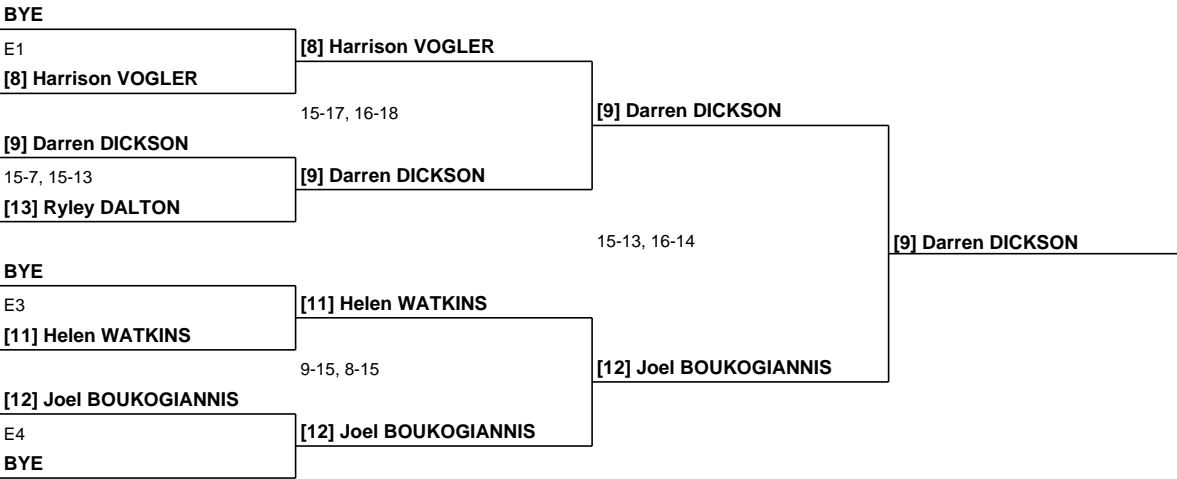 BYE
E1
[8] Harrison VOGLER
[8] Harrison VOGLER
15-17, 16-18
[9] Darren DICKSON
[9] Darren DICKSON
15-7, 15-13
[9] Darren DICKSON
[13] Ryley DALTON
15-13, 16-14
[9] Darren DICKSON
BYE
E3
[11] Helen WATKINS
[11] Helen WATKINS
9-15, 8-15
[12] Joel BOUKOGIANNIS
[12] Joel BOUKOGIANNIS
E4
[12] Joel BOUKOGIANNIS
BYE